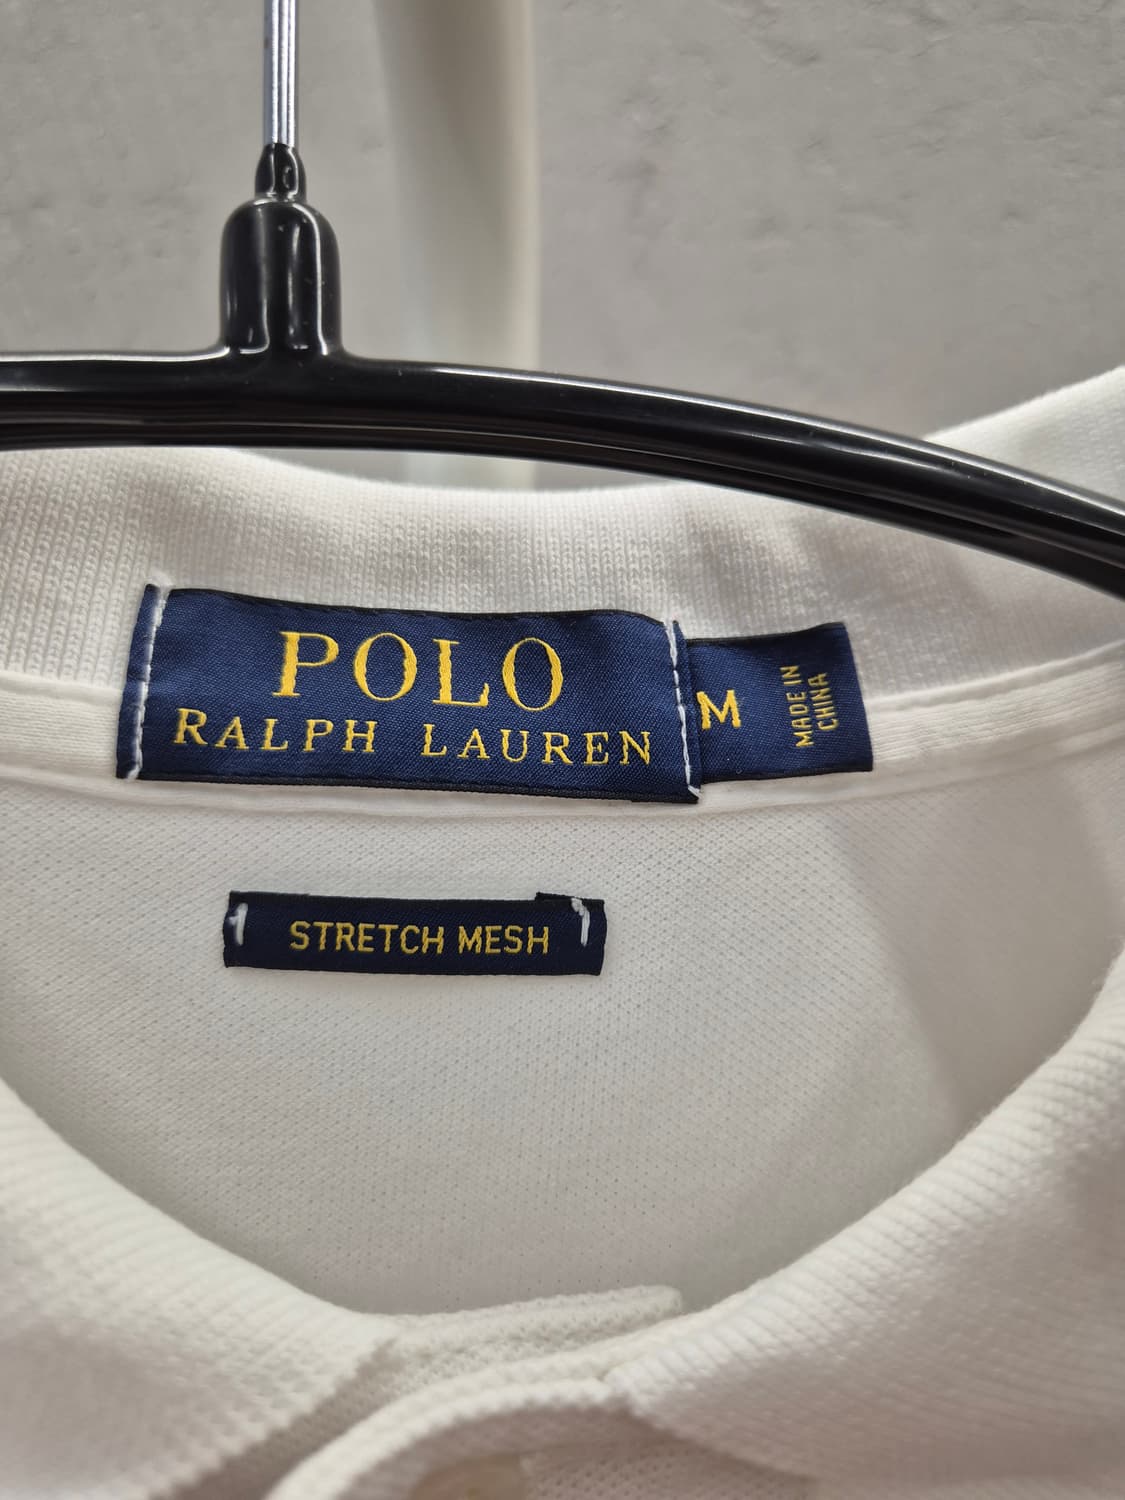 POLO
RALPH LAUREN
M
MADE IN
CHINA
STRETCH MESH